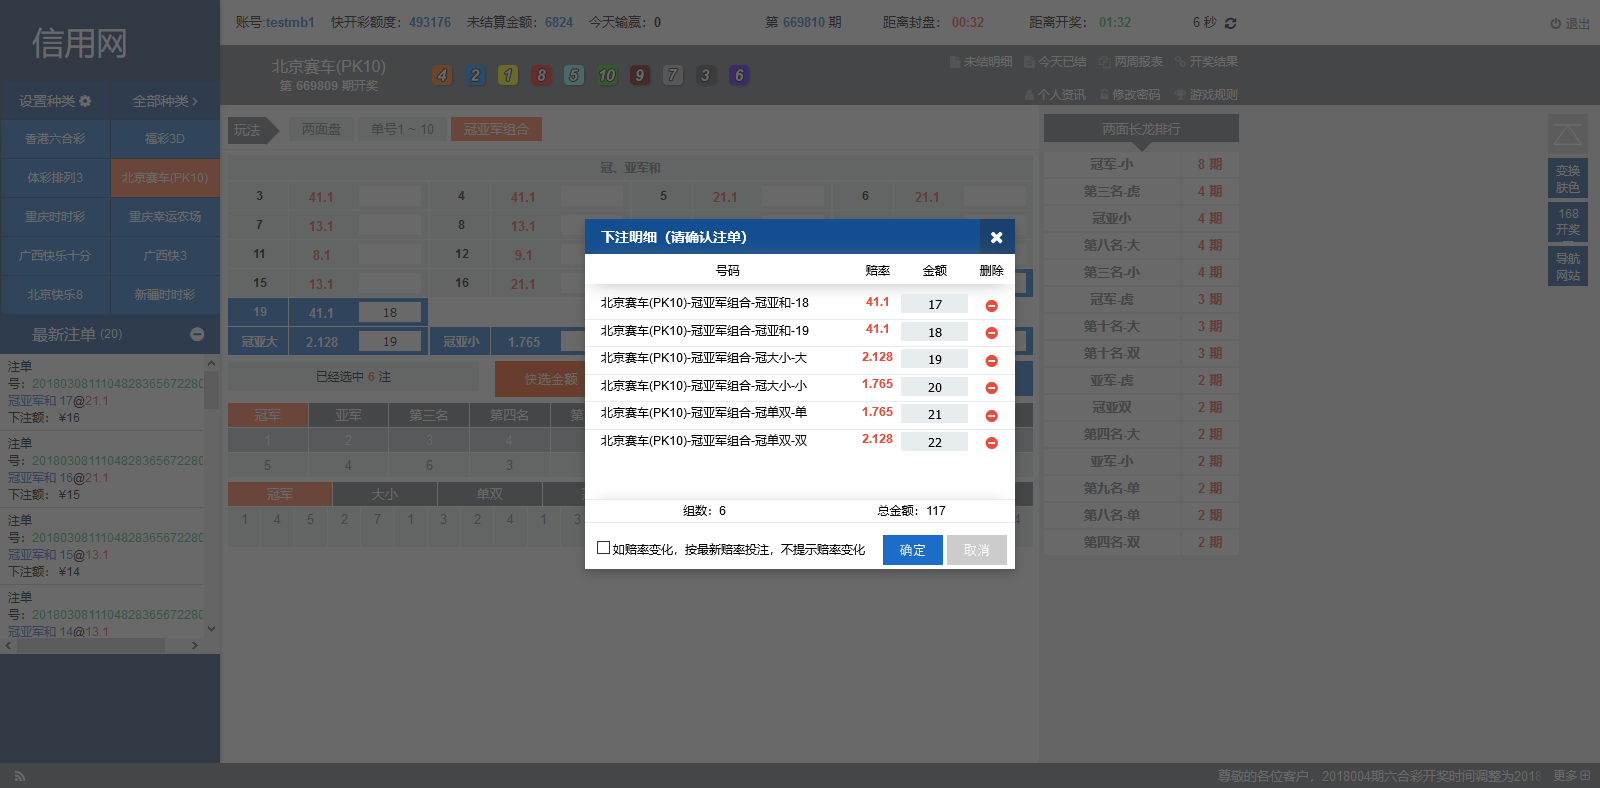 账号:testmb1 快开彩额度：493176 未结算金额：6824 今天输赢：0 第 669810 期 距离封盘：00:32 距离开奖：01:32 6 秒 退出
信用网
北京赛车(PK10)
第 669809 期开奖
4 2 1 8 5 10 9 7 3 6
未结明细 今天已结 两周报表 开奖结果
个人资讯 修改密码 游戏规则
设置种类 全部种类
香港六合彩 福彩3D
体彩排列3 北京赛车(PK10)
重庆时时彩 重庆幸运农场
广西快乐十分 广西快3
北京快乐8 新疆时时彩
最新注单 (20)
注单
号：2018030811104828365672280
冠亚军和 17@21.1
下注额： ¥16
注单
号：2018030811104828365672280
冠亚军和 16@21.1
下注额： ¥15
注单
号：2018030811104828365672280
冠亚军和 15@13.1
下注额： ¥14
注单
号：2018030811104828365672280
冠亚军和 14@13.1
玩法 两面盘 单号1 ~ 10 冠亚军组合
冠、亚军和
3 41.1 4 41.1 5 21.1 6 21.1
7 13.1 8 13.1
11 8.1 12 9.1
15 13.1 16 21.1
19 41.1 18
冠亚大 2.128 19 冠亚小 1.765
已经选中 6 注 快选金额
冠军 亚军 第三名 第四名
1 2 3 4
5 4 6 3
冠军 大小 单双
1 4 5 2 7 1 3 2 4 1 3
4
下注明细（请确认注单）
号码 赔率 金额 删除
北京赛车(PK10)-冠亚军组合-冠亚和-18 41.1 17
北京赛车(PK10)-冠亚军组合-冠亚和-19 41.1 18
北京赛车(PK10)-冠亚军组合-冠大小-大 2.128 19
北京赛车(PK10)-冠亚军组合-冠大小-小 1.765 20
北京赛车(PK10)-冠亚军组合-冠单双-单 1.765 21
北京赛车(PK10)-冠亚军组合-冠单双-双 2.128 22
组数：6 总金额：117
如赔率变化，按最新赔率投注，不提示赔率变化 确定 取消
两面长龙排行
冠军-小 8 期
第三名-虎 4 期
冠亚小 4 期
第八名-大 4 期
第三名-小 4 期
冠军-虎 3 期
第十名-大 3 期
第十名-双 3 期
亚军-虎 2 期
冠亚双 2 期
第四名-大 2 期
亚军-小 2 期
第九名-单 2 期
第八名-单 2 期
第四名-双 2 期
变换
肤色
168
开奖
导航
网站
尊敬的各位客户，2018004期六合彩开奖时间调整为2018 更多